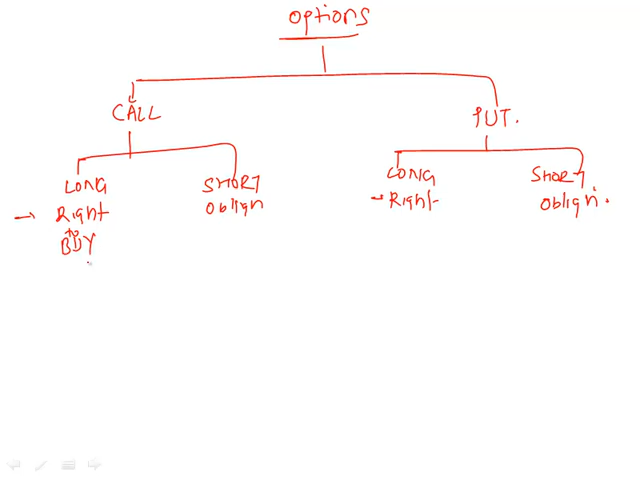 options
CALL
PUT.
LONG
SHORT
LONG
SHORT
Right
Oblign
Right
Oblign.
to
BUY